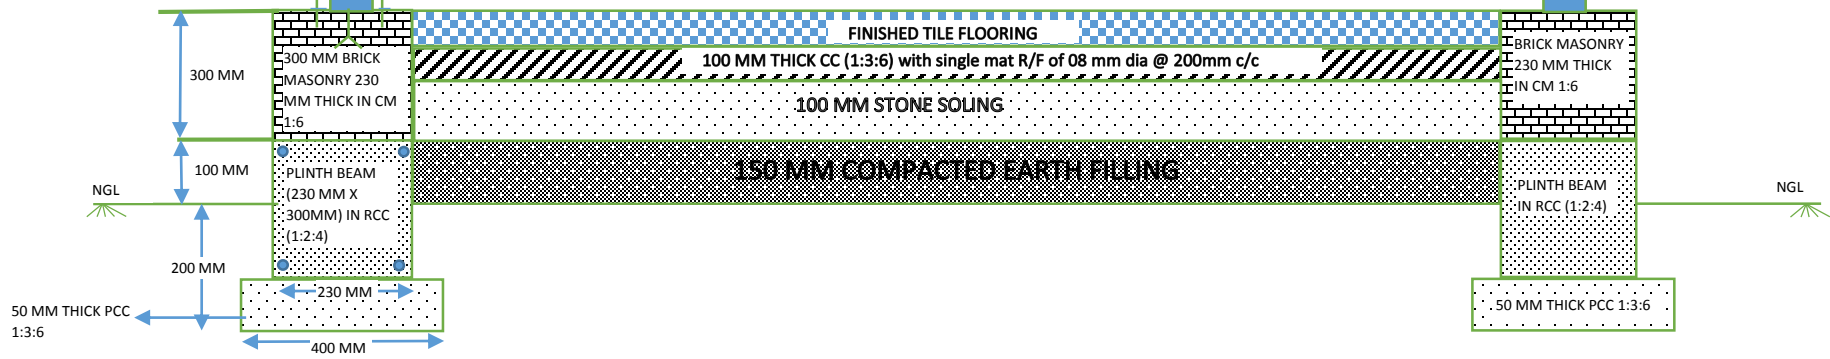 FINISHED TILE FLOORING
300 MM BRICK
MASONRY 230
MM THICK IN CM
1:6
BRICK MASONRY
230 MM THICK
IN CM 1:6
300 MM
100 MM THICK CC (1:3:6) with single mat R/F of 08 mm dia @ 200mm c/c
100 MM STONE SOLING
100 MM
150 MM COMPACTED EARTH FILLING
NGL
PLINTH BEAM
(230 MM X
300MM) IN RCC
(1:2:4)
PLINTH BEAM
IN RCC (1:2:4)
NGL
200 MM
230 MM
50 MM THICK PCC
1:3:6
50 MM THICK PCC 1:3:6
400 MM